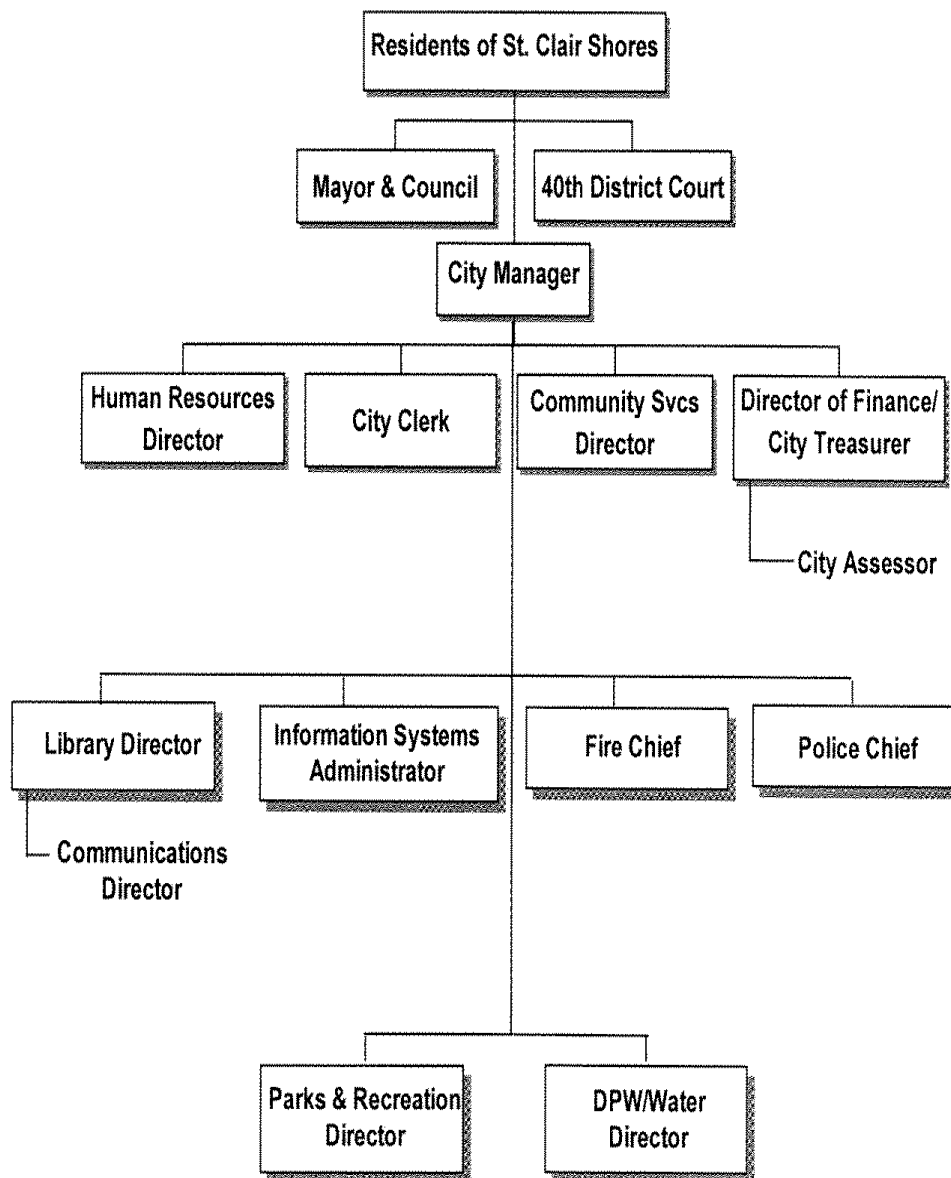 Residents of St. Clair Shores
Mayor & Council
40th District Court
City Manager
Human Resources
Director
City Clerk
Community Svcs
Director
Director of Finance/
City Treasurer
City Assessor
Library Director
Information Systems
Administrator
Fire Chief
Police Chief
Communications
Director
Parks & Recreation
Director
DPW/Water
Director